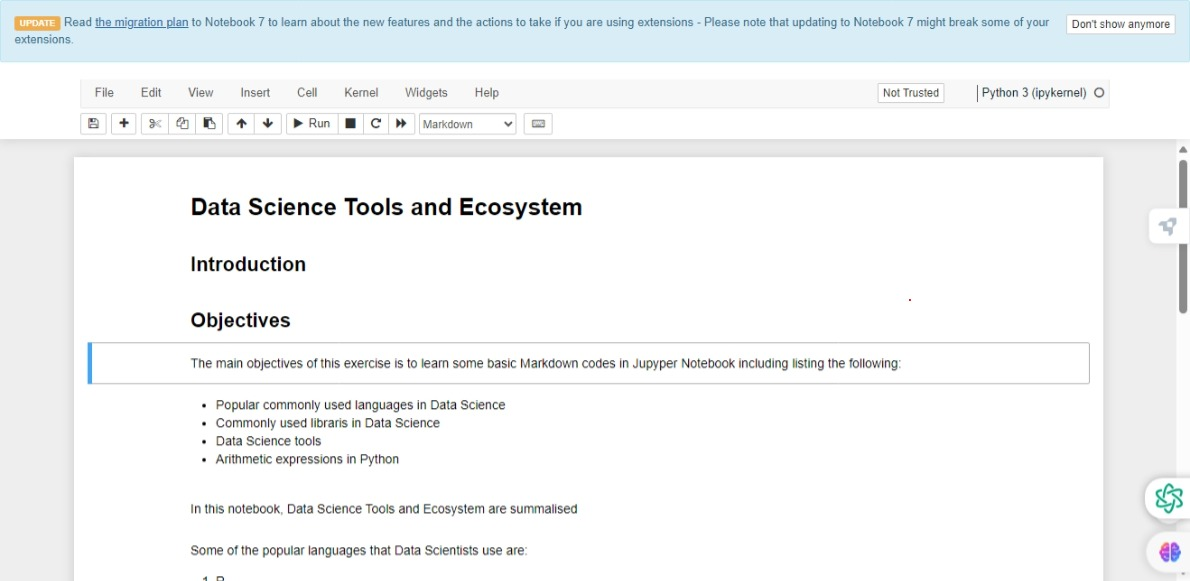 UPDATE Read the migration plan to Notebook 7 to learn about the new features and the actions to take if you are using extensions - Please note that updating to Notebook 7 might break some of your
extensions.
Don't show anymore
File Edit View Insert Cell Kernel Widgets Help
Not Trusted
Python 3 (ipykernel)
Run
Markdown
Data Science Tools and Ecosystem
Introduction
Objectives
The main objectives of this exercise is to learn some basic Markdown codes in Jupyper Notebook including listing the following:
• Popular commonly used languages in Data Science
• Commonly used libraris in Data Science
• Data Science tools
• Arithmetic expressions in Python
In this notebook, Data Science Tools and Ecosystem are summalised
Some of the popular languages that Data Scientists use are: